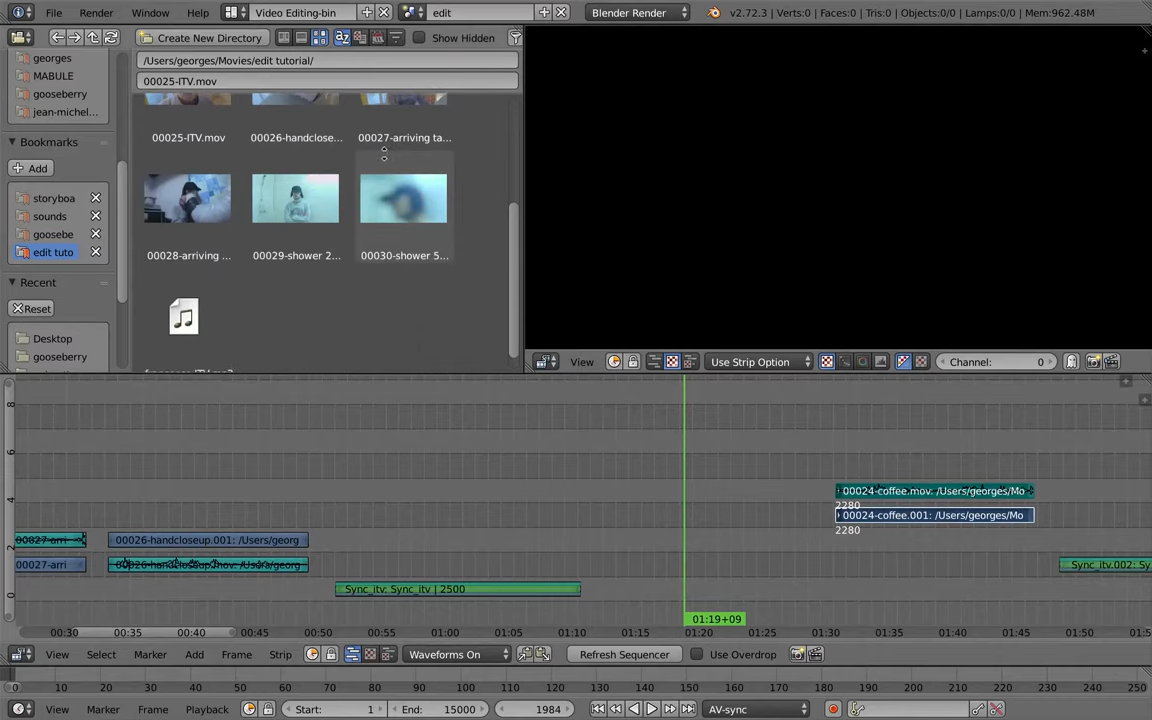 File Render Window Help Video Editing-bin edit Blender Render v2.72.3 | Verts:0 | Faces:0 | Tris:0 | Objects:0/0 | Lamps:0/0 | Mem:962.48M
Create New Directory Show Hidden
georges
MABULE
gooseberry
jean-michel...
Bookmarks
Add
storyboa
sounds
goosebe
edit tuto
Recent
Reset
Desktop
gooseberry
/Users/georges/Movies/edit tutorial/
00025-ITV.mov
00025-ITV.mov 00026-handclose... 00027-arriving ta...
00028-arriving ... 00029-shower 2... 00030-shower 5...
View Use Strip Option Channel: 0
8
6
4
2
0
00024-coffee.mov: /Users/georges/Mo
2280
00024-coffee.001: /Users/georges/Mo
2280
00027-arri 00026-handcloseup.001: /Users/georg
00027-arri 00026-handcloseup.mov: /Users/georg Sync_itv.002: Sy
Sync_itv: Sync_itv | 2500
01:19+09
00:30 00:35 00:40 00:45 00:50 00:55 01:00 01:05 01:10 01:15 01:20 01:25 01:30 01:35 01:40 01:45 01:50 01:5
View Select Marker Add Frame Strip Waveforms On Refresh Sequencer Use Overdrop
0 10 20 30 40 50 60 70 80 90 100 110 120 130 140 150 160 170 180 190 200 210 220 230 240 250
View Marker Frame Playback Start: 1 End: 15000 1984 AV-sync